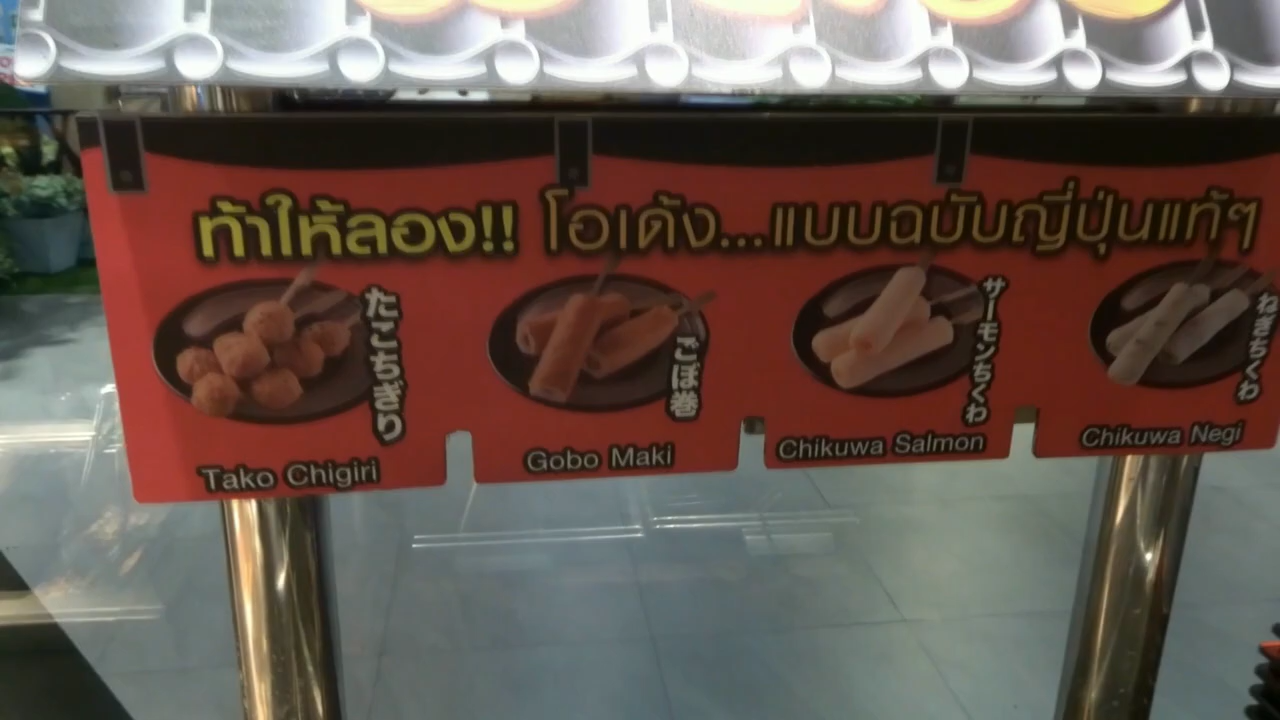 ท้าให้ลอง!! โอเด้ง...แบบฉบับญี่ปุ่นแท้ๆ
たこちぎり
Tako Chigiri
ごぼ巻
Gobo Maki
サーモンちくわ
Chikuwa Salmon
ねぎちくわ
Chikuwa Negi